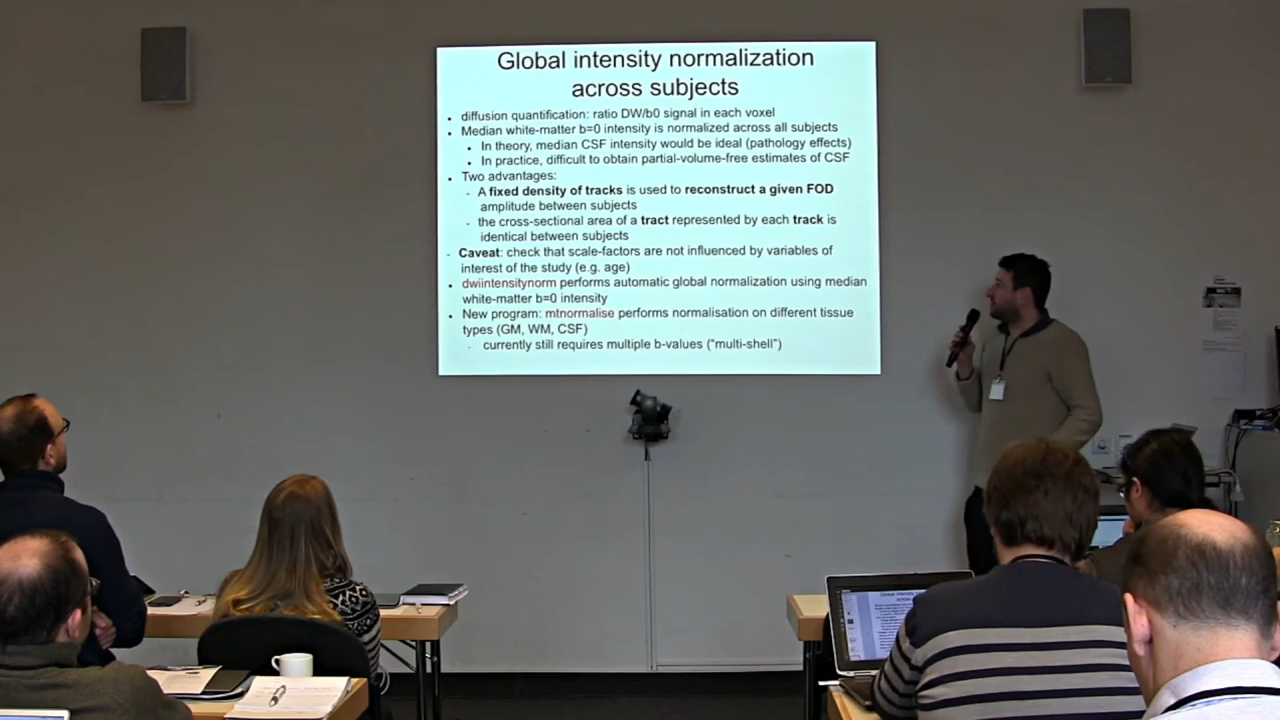 Global intensity normalization
across subjects
• diffusion quantification: ratio DW/b0 signal in each voxel
• Median white-matter b=0 intensity is normalized across all subjects
• In theory, median CSF intensity would be ideal (pathology effects)
• In practice, difficult to obtain partial-volume-free estimates of CSF
• Two advantages:
- A fixed density of tracks is used to reconstruct a given FOD
amplitude between subjects
- the cross-sectional area of a tract represented by each track is
identical between subjects
- Caveat: check that scale-factors are not influenced by variables of
interest of the study (e.g. age)
• dwiintensitynorm performs automatic global normalization using median
white-matter b=0 intensity
• New program: mtnormalise performs normalisation on different tissue
types (GM, WM, CSF)
· currently still requires multiple b-values ("multi-shell")